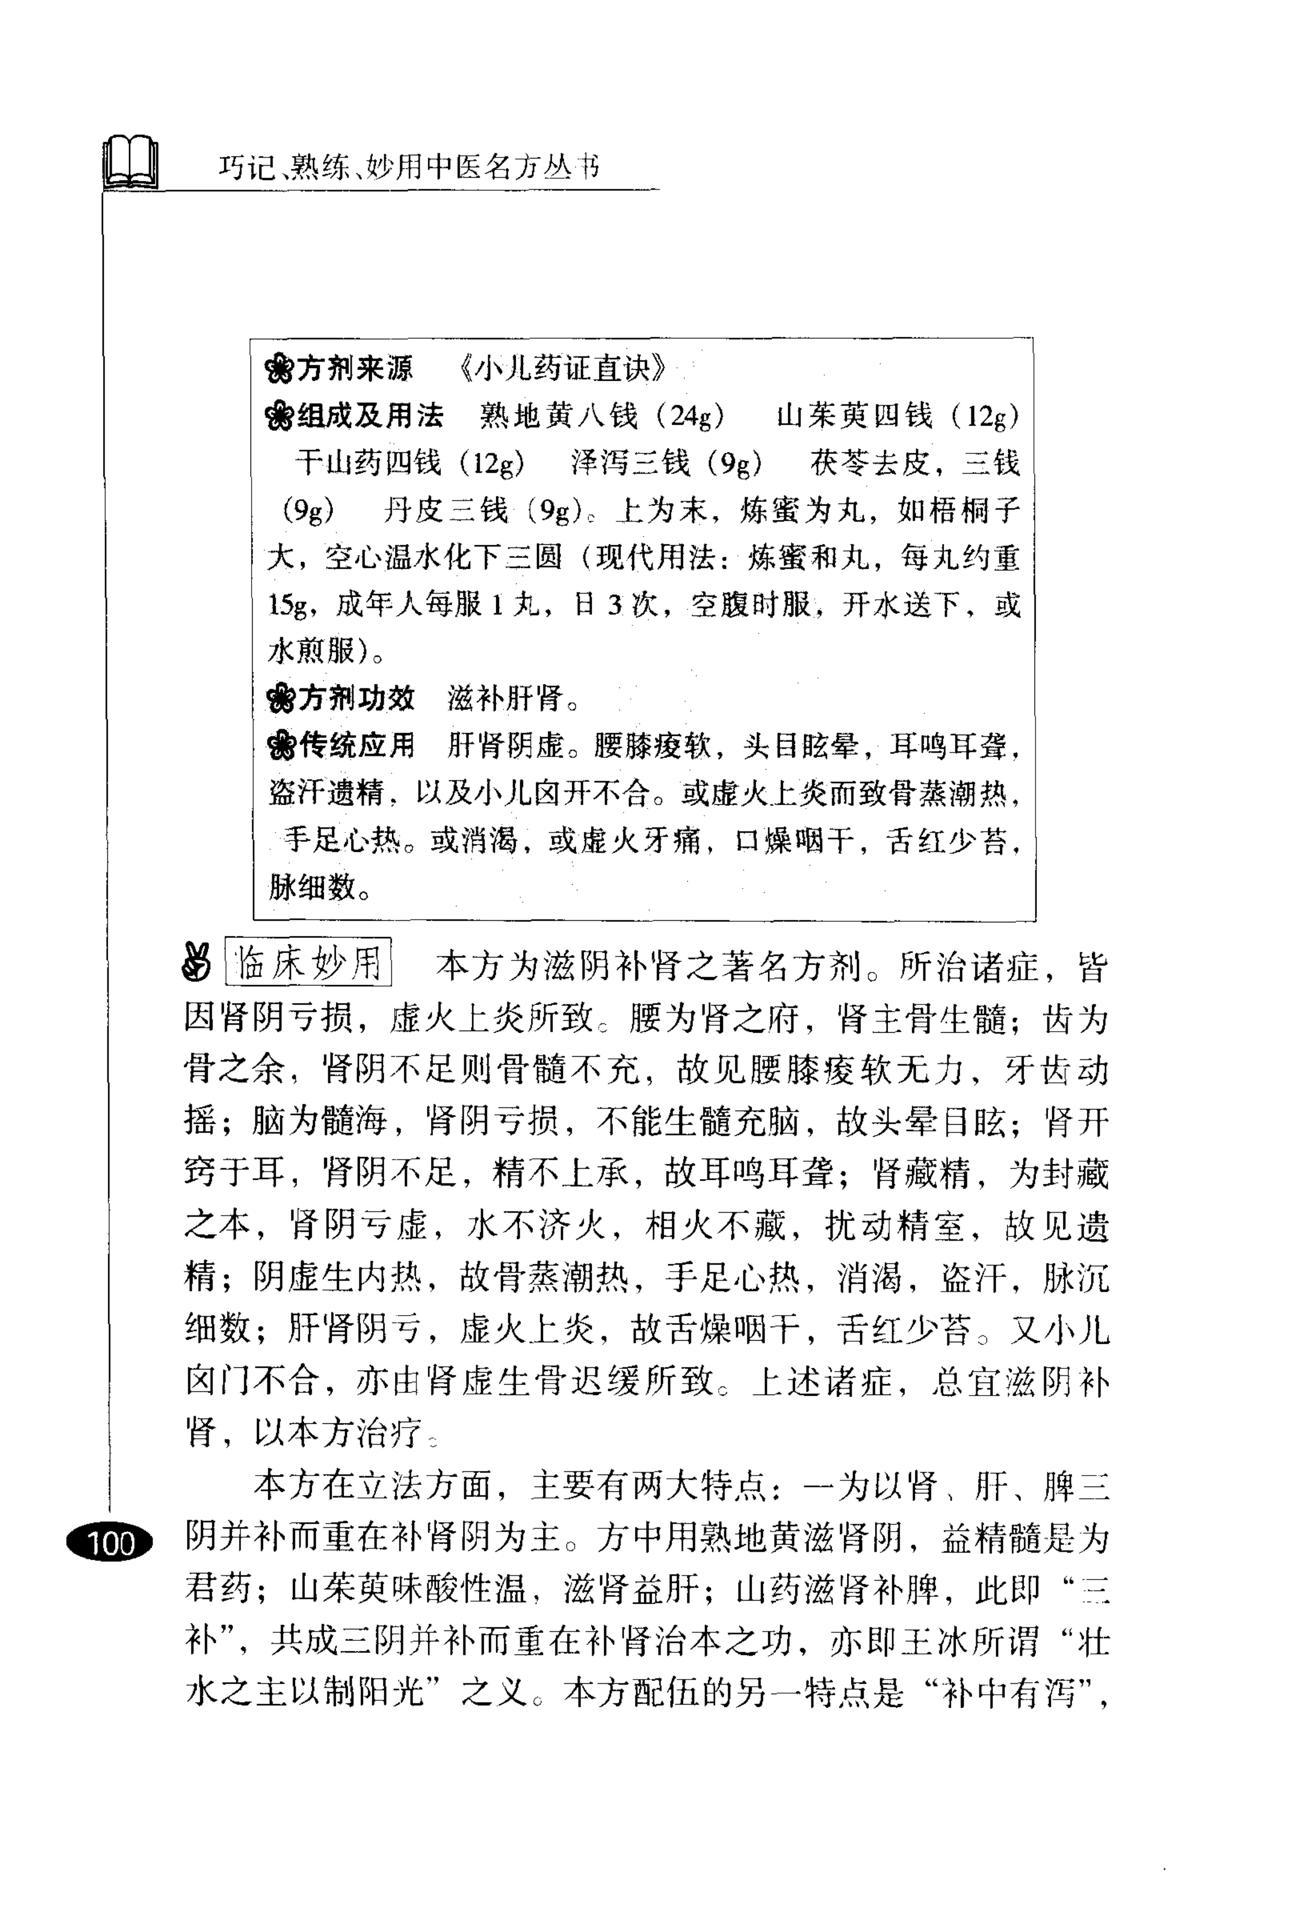 巧记、熟练、妙用中医名方丛书
方剂来源 《小儿药证直诀》
组成及用法 熟地黄八钱（24g） 山茱萸四钱（12g）
干山药四钱（12g） 泽泻三钱（9g） 茯苓去皮，三钱
（9g） 丹皮三钱（9g）。上为末，炼蜜为丸，如梧桐子
大，空心温水化下三圆（现代用法：炼蜜和丸，每丸约重
15g，成年人每服1丸，日3次，空腹时服，开水送下，或
水煎服）。
方剂功效 滋补肝肾。
传统应用 肝肾阴虚。腰膝痠软，头目眩晕，耳鸣耳聋，
盗汗遗精，以及小儿囟开不合。或虚火上炎而致骨蒸潮热，
手足心热。或消渴，或虚火牙痛，口燥咽干，舌红少苔，
脉细数。
临床妙用 本方为滋阴补肾之著名方剂。所治诸症，皆
因肾阴亏损，虚火上炎所致。腰为肾之府，肾主骨生髓；齿为
骨之余，肾阴不足则骨髓不充，故见腰膝痠软无力，牙齿动
摇；脑为髓海，肾阴亏损，不能生髓充脑，故头晕目眩；肾开
窍于耳，肾阴不足，精不上承，故耳鸣耳聋；肾藏精，为封藏
之本，肾阴亏虚，水不济火，相火不藏，扰动精室，故见遗
精；阴虚生内热，故骨蒸潮热，手足心热，消渴，盗汗，脉沉
细数；肝肾阴亏，虚火上炎，故舌燥咽干，舌红少苔。又小儿
囟门不合，亦由肾虚生骨迟缓所致。上述诸症，总宜滋阴补
肾，以本方治疗。
本方在立法方面，主要有两大特点：一为以肾、肝、脾三
阴并补而重在补肾阴为主。方中用熟地黄滋肾阴，益精髓是为
君药；山茱萸味酸性温，滋肾益肝；山药滋肾补脾，此即“三
补”，共成三阴并补而重在补肾治本之功，亦即王冰所谓“壮
水之主以制阳光”之义。本方配伍的另一特点是“补中有泻”，
100